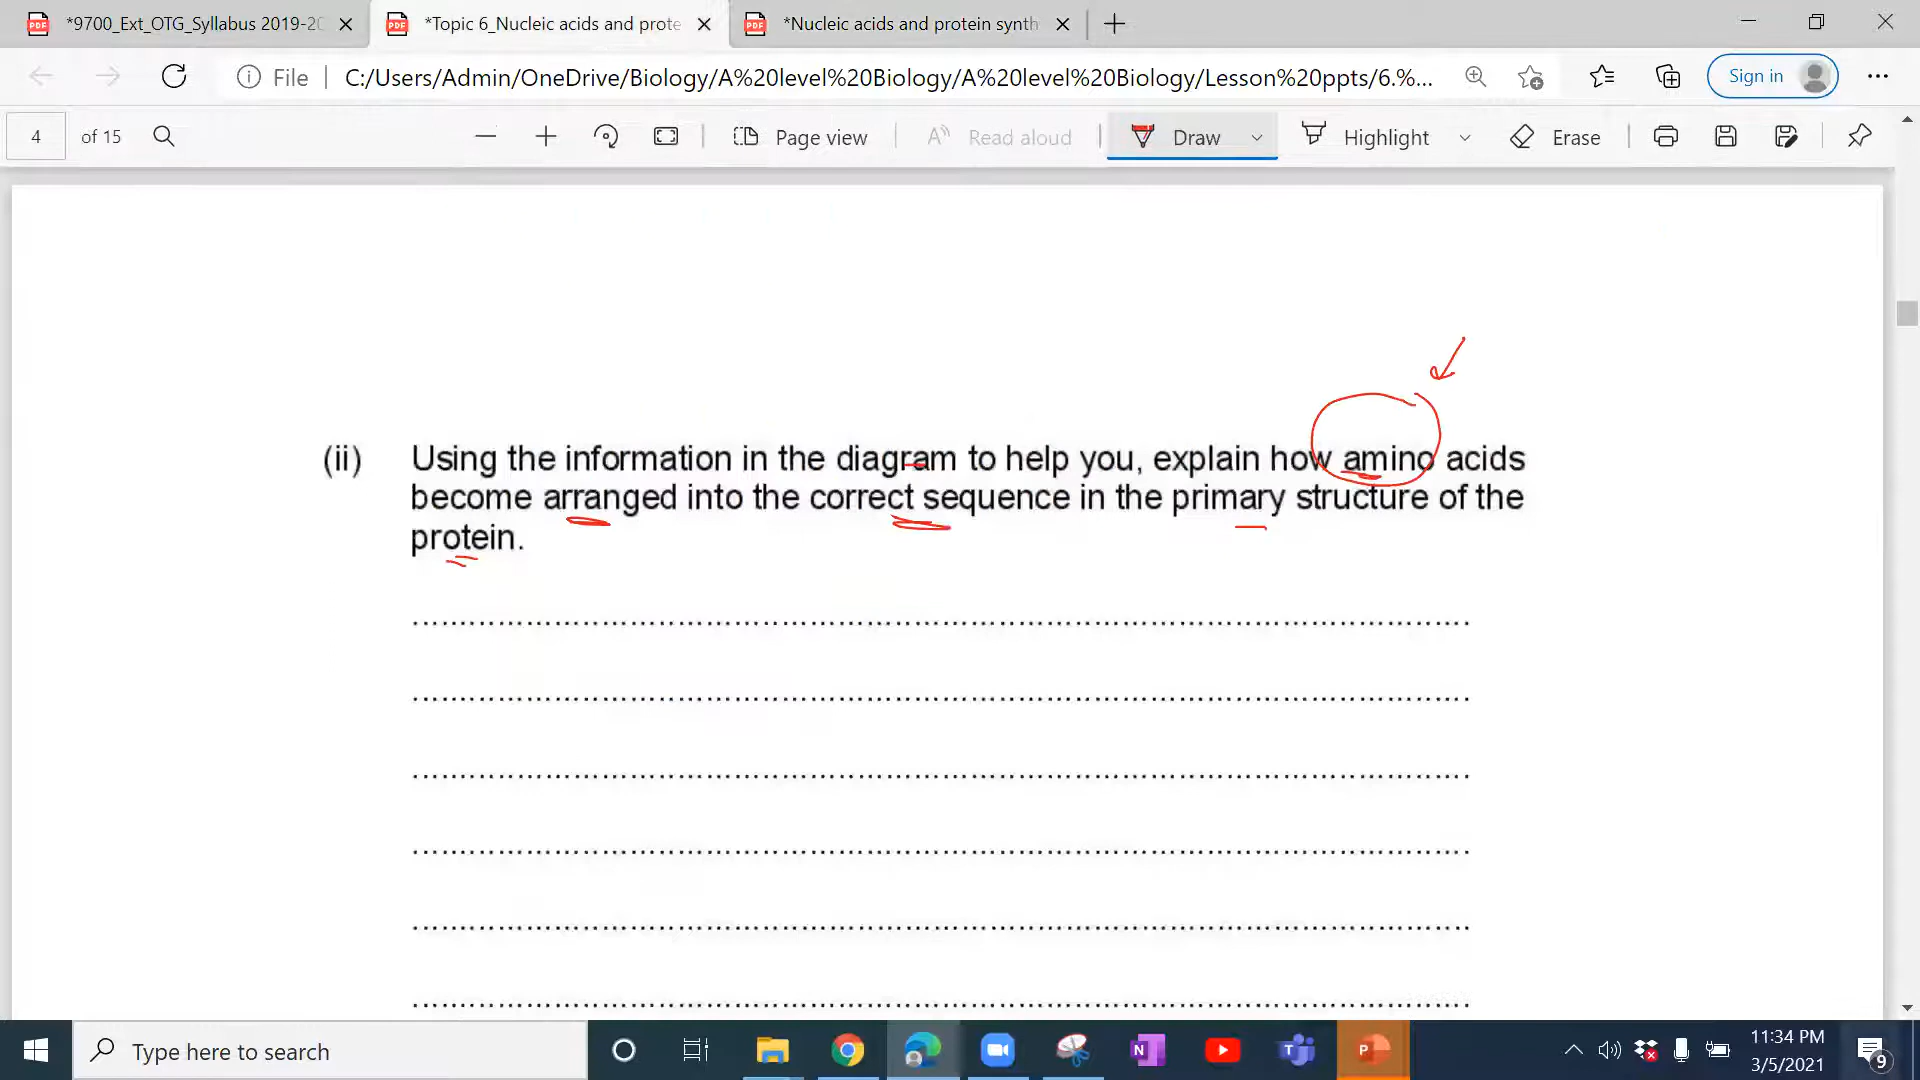 *9700_Ext_OTG_Syllabus 2019-20
*Topic 6_Nucleic acids and prote
*Nucleic acids and protein synth
File
C:/Users/Admin/OneDrive/Biology/A%20level%20Biology/A%20level%20Biology/Lesson%20ppts/6.%...
Sign in
4 of 15
Page view
Read aloud
Draw
Highlight
Erase
(ii) Using the information in the diagram to help you, explain how amino acids
become arranged into the correct sequence in the primary structure of the
protein.
Type here to search
11:34 PM
3/5/2021
9